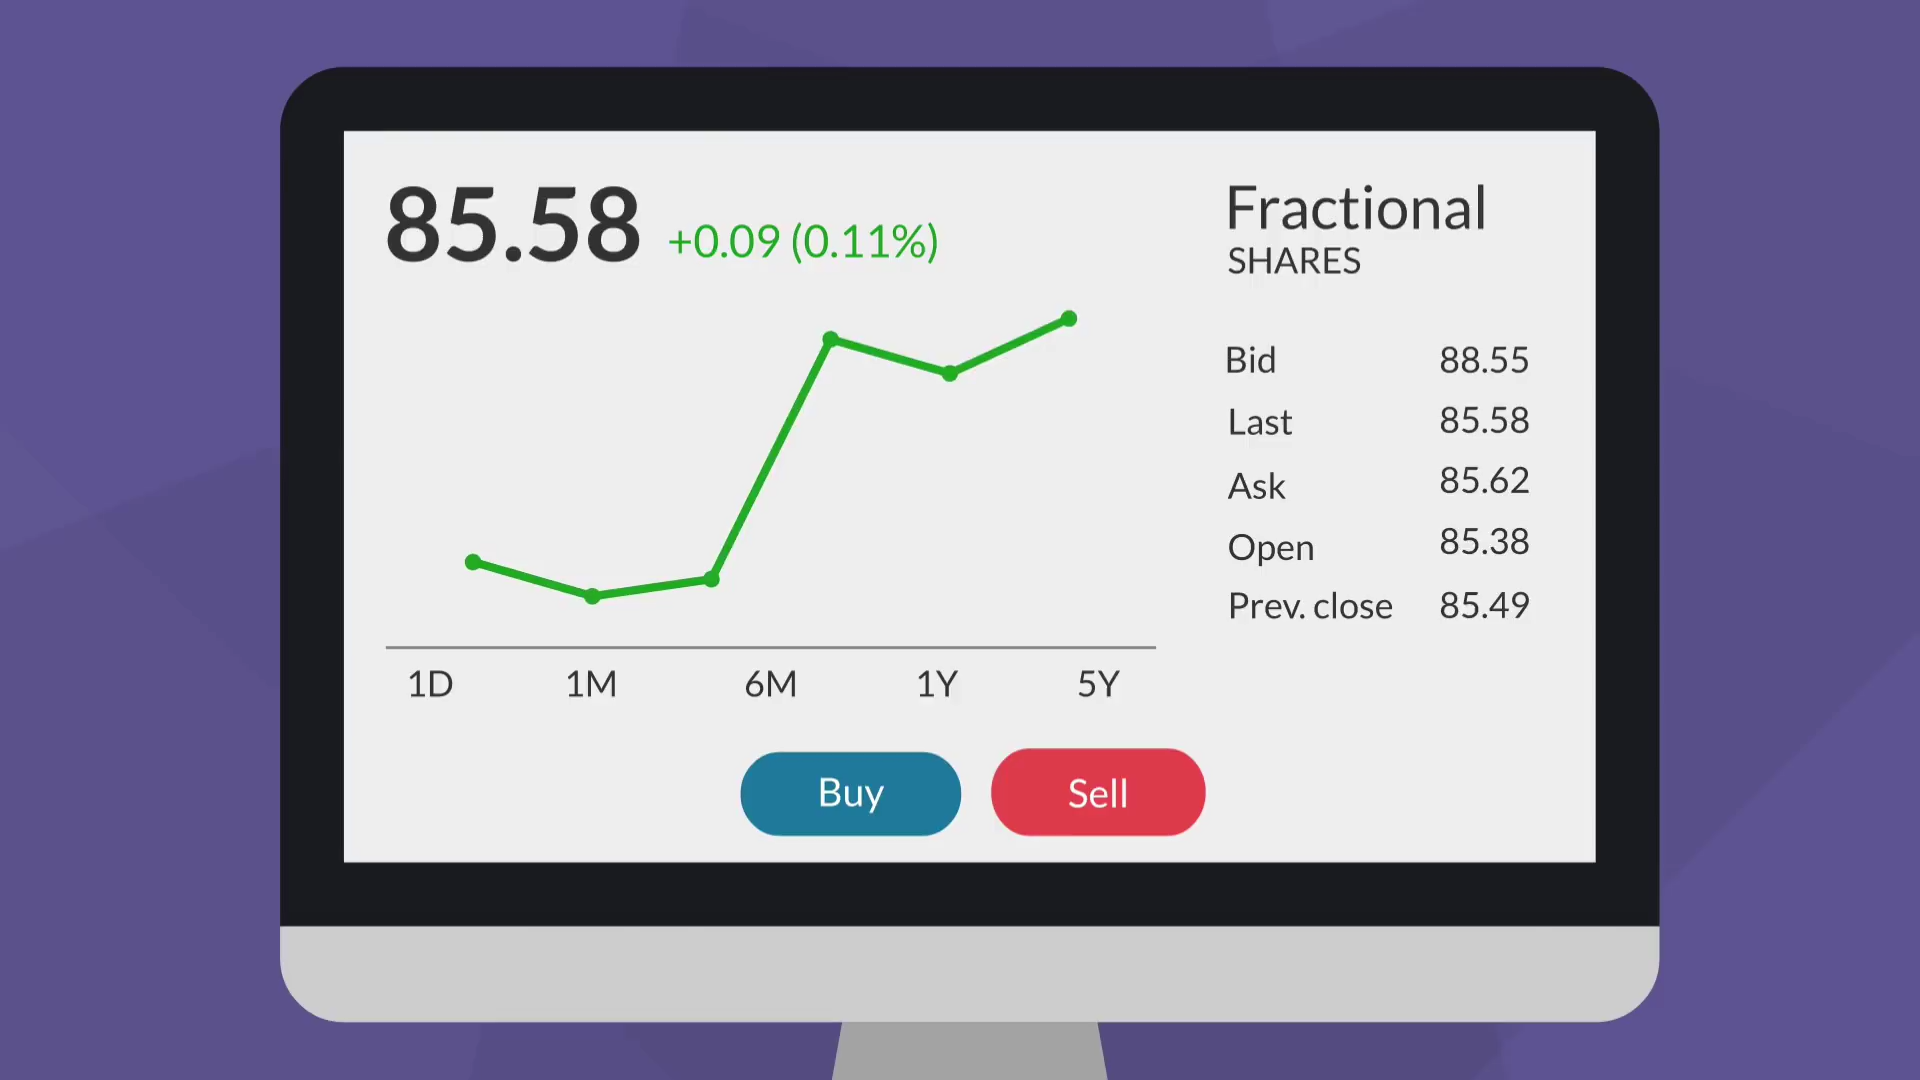 85.58 +0.09 (0.11%)
Fractional
SHARES
Bid 88.55
Last 85.58
Ask 85.62
Open 85.38
Prev. close 85.49
1D 1M 6M 1Y 5Y
Buy Sell